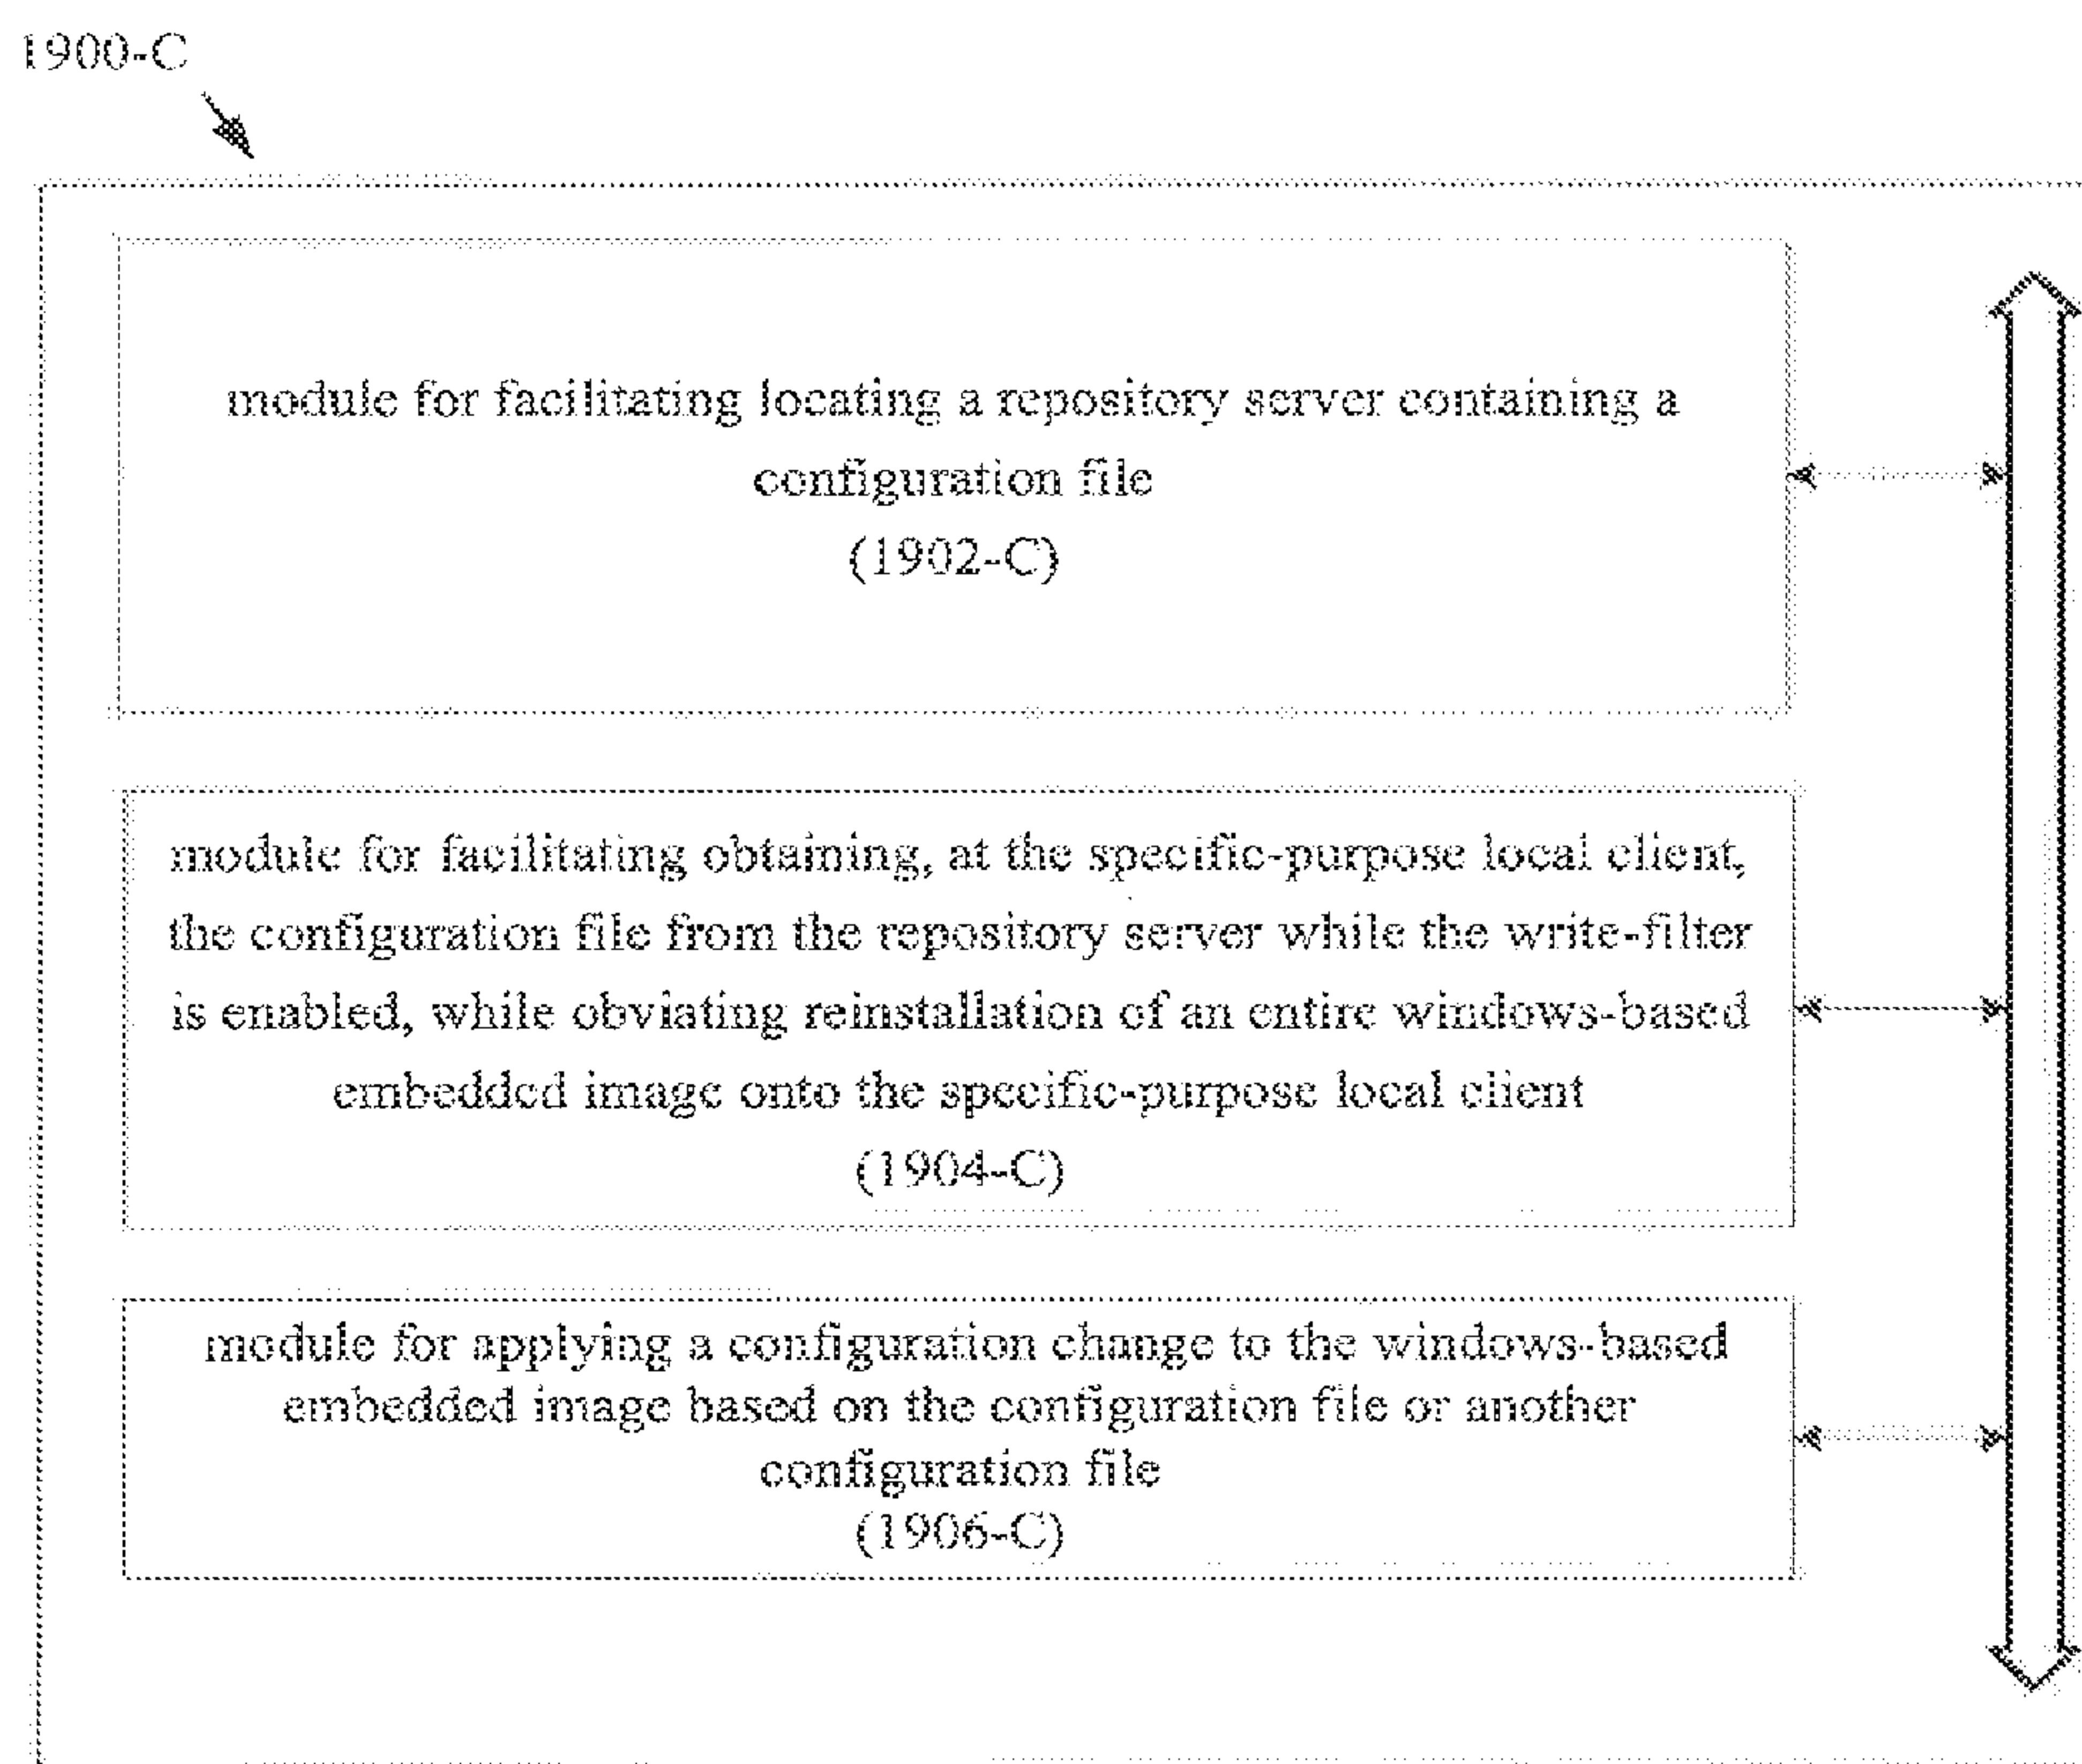 1900-C
module for facilitating locating a repository server containing a
configuration file
(1902-C)
module for facilitating obtaining, at the specific-purpose local client,
the configuration file from the repository server while the write-filter
is enabled, while obviating reinstallation of an entire windows-based
embedded image onto the specific-purpose local client
(1904-C)
module for applying a configuration change to the windows-based
embedded image based on the configuration file or another
configuration file
(1906-C)